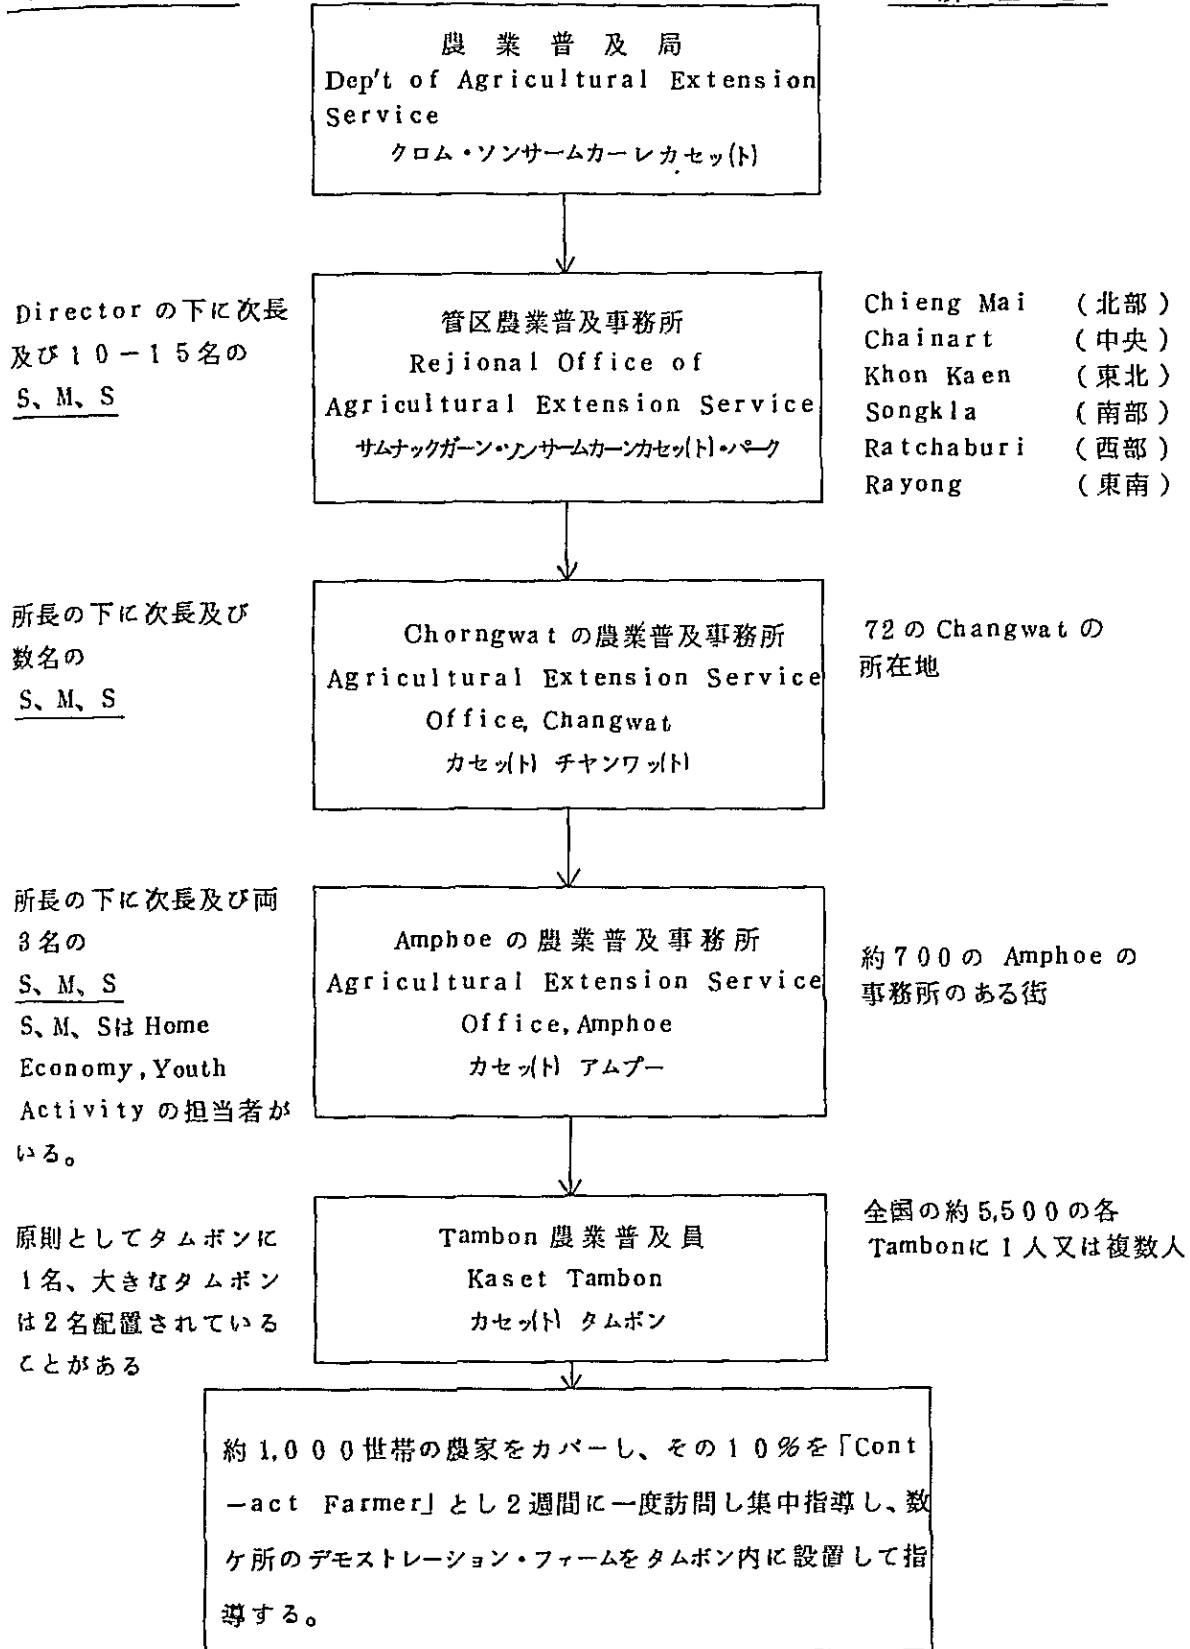 農業普及局
Dep't of Agricultural Extension
Service
クロム・ソンサームカーレカセッ(ト)
Directorの下に次長
及び10-15名の
S、M、S
管区農業普及事務所
Rejional Office of
Agricultural Extension Service
サムナックガーン・ソンサームカーンカセッ(ト)・パーク
Chieng Mai (北部)
Chainart (中央)
Khon Kaen (東北)
Songkla (南部)
Ratchaburi (西部)
Rayong (東南)
所長の下に次長及び
数名の
S、M、S
Chorngwatの農業普及事務所
Agricultural Extension Service
Office, Changwat
カセッ(ト) チヤンワッ(ト)
72のChangwatの
所在地
所長の下に次長及び両
3名の
S、M、S
S、M、SはHome
Economy, Youth
Activityの担当者が
いる。
Amphoeの農業普及事務所
Agricultural Extension Service
Office, Amphoe
カセッ(ト) アムプー
約700のAmphoeの
事務所のある街
原則としてタムボンに
1名、大きなタムボン
は2名配置されている
ことがある
Tambon農業普及員
Kaset Tambon
カセッ(ト) タムボン
全国の約5,500の各
Tambonに1人又は複数人
約1,000世帯の農家をカバーし、その10%を「Cont
-act Farmer」とし2週間に一度訪問し集中指導し、数
ケ所のデモストレーション・ファームをタムボン内に設置して指
導する。